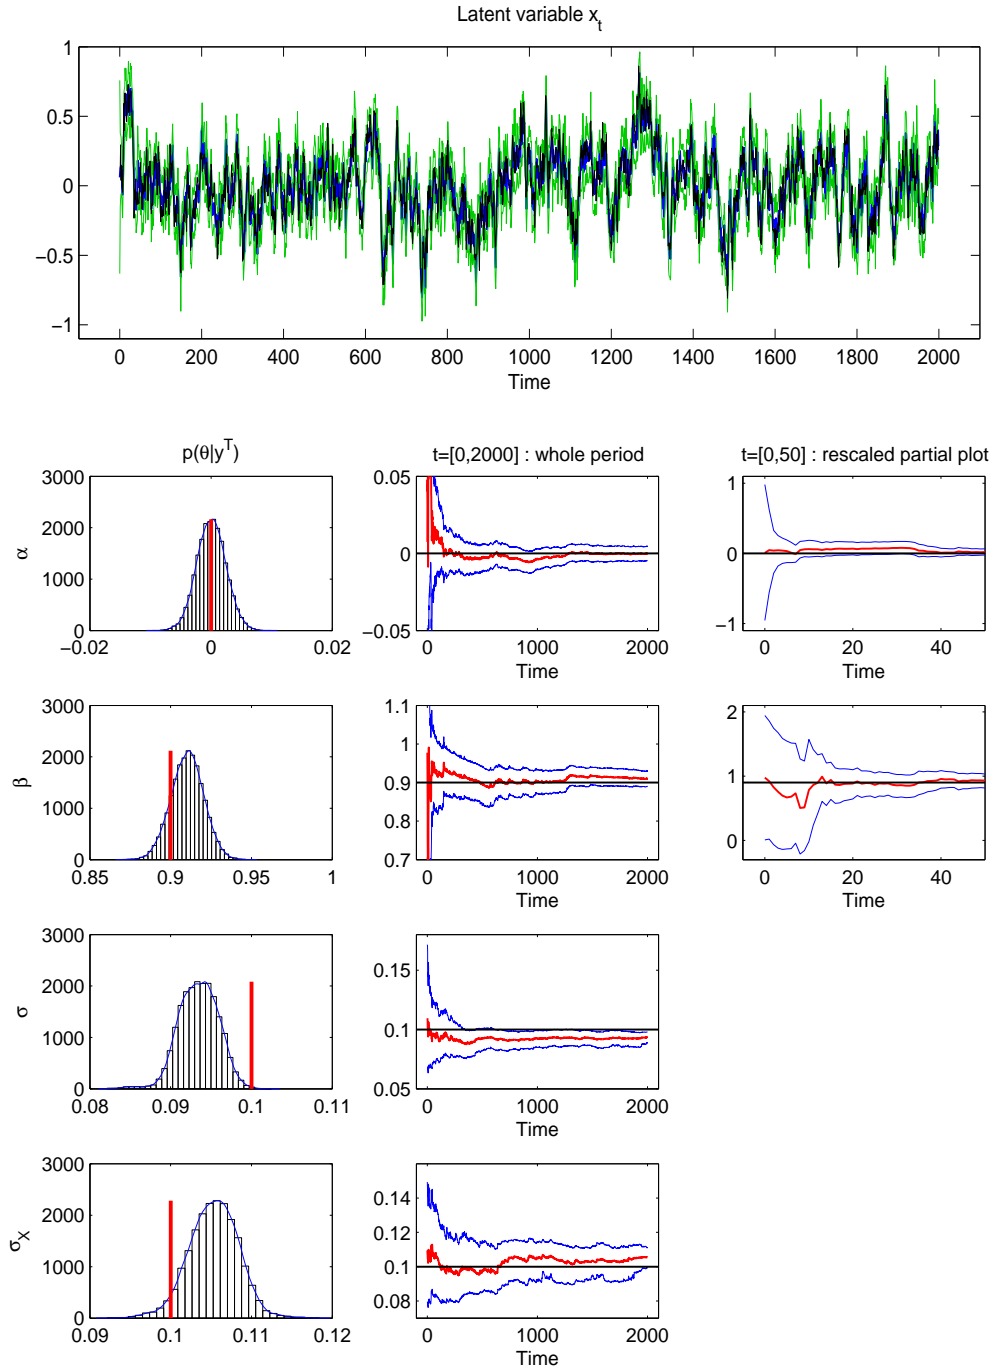 Latent variable x_t
1
0.5
0
−0.5
−1
0 200 400 600 800 1000 1200 1400 1600 1800 2000
Time
p(θ|y^T)
t=[0,2000] : whole period
t=[0,50] : rescaled partial plot
α
3000
2000
1000
0
−0.02 0 0.02
0.05
0
−0.05
0 1000 2000
Time
1
0
−1
0 20 40
Time
β
3000
2000
1000
0
0.85 0.9 0.95 1
1.1
1
0.9
0.8
0.7
0 1000 2000
Time
2
1
0
0 20 40
Time
σ
3000
2000
1000
0
0.08 0.09 0.1 0.11
0.15
0.1
0.05
0 1000 2000
Time
σ_X
3000
2000
1000
0
0.09 0.1 0.11 0.12
0.14
0.12
0.1
0.08
0 1000 2000
Time